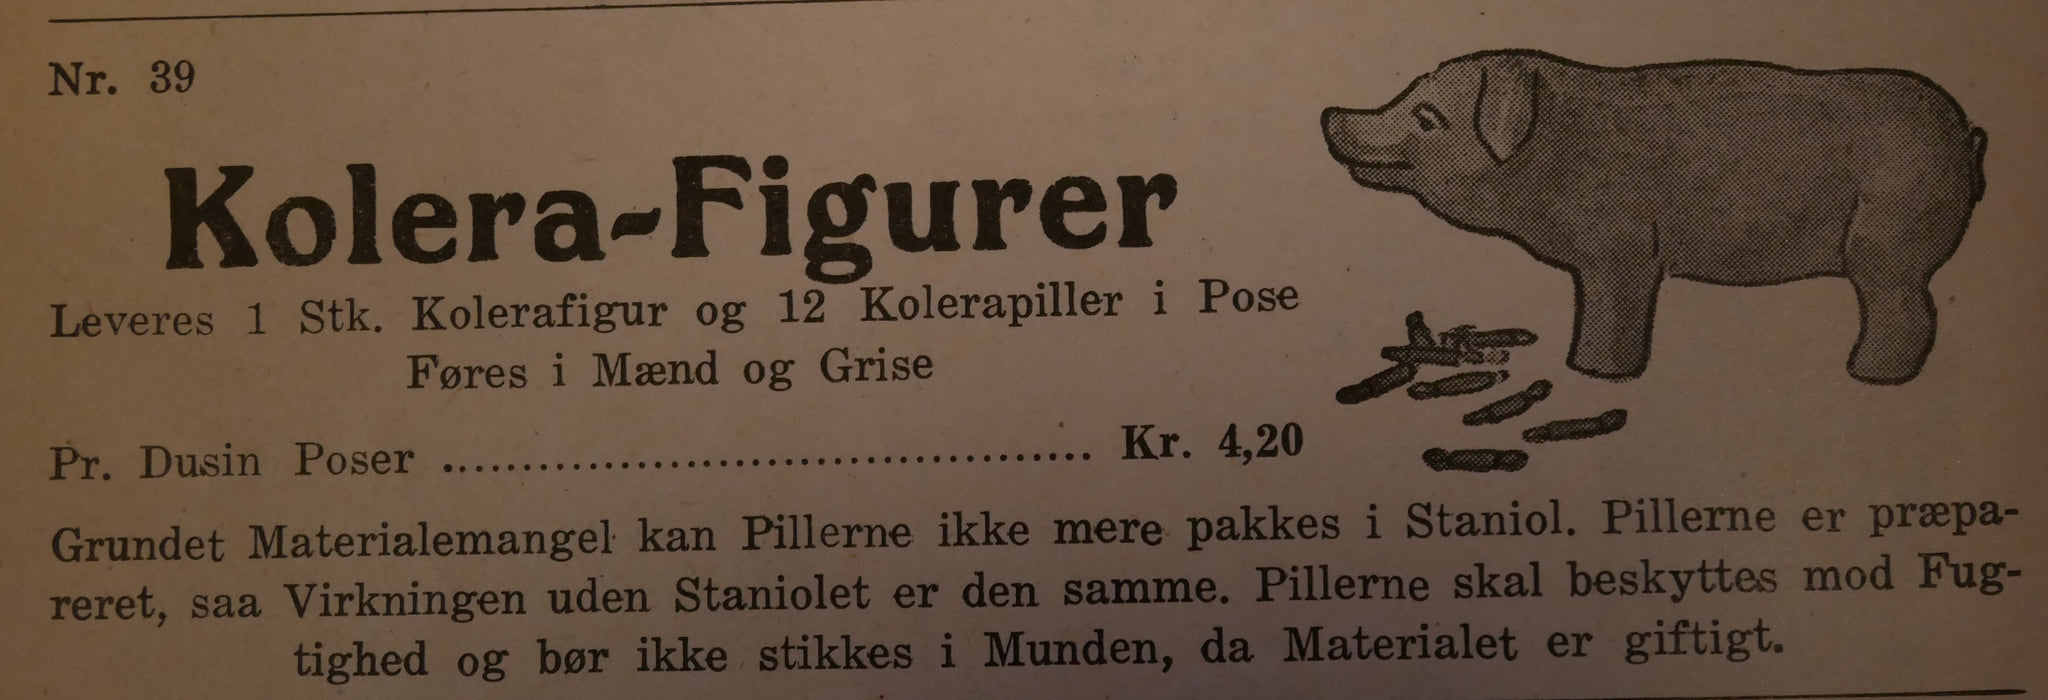 Nr. 39
Kolera-Figurer
Leveres 1 Stk. Kolerafigur og 12 Kolerapiller i Pose
Føres i Mænd og Grise
Pr. Dusin Poser ........................................ Kr. 4,20
Grundet Materialemangel kan Pillerne ikke mere pakkes i Staniol. Pillerne er præpa-
reret, saa Virkningen uden Staniolet er den samme. Pillerne skal beskyttes mod Fug-
tighed og bør ikke stikkes i Munden, da Materialet er giftigt.